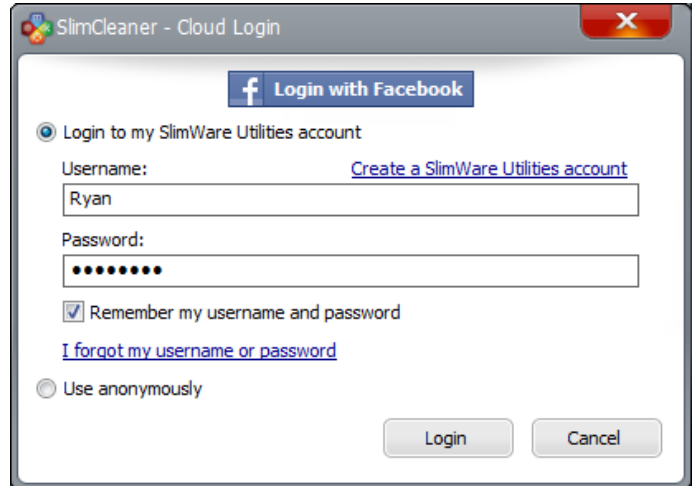 SlimCleaner - Cloud Login
f Login with Facebook
Login to my SlimWare Utilities account
Username: Create a SlimWare Utilities account
Ryan
Password:
●●●●●●●●
Remember my username and password
I forgot my username or password
Use anonymously
Login Cancel